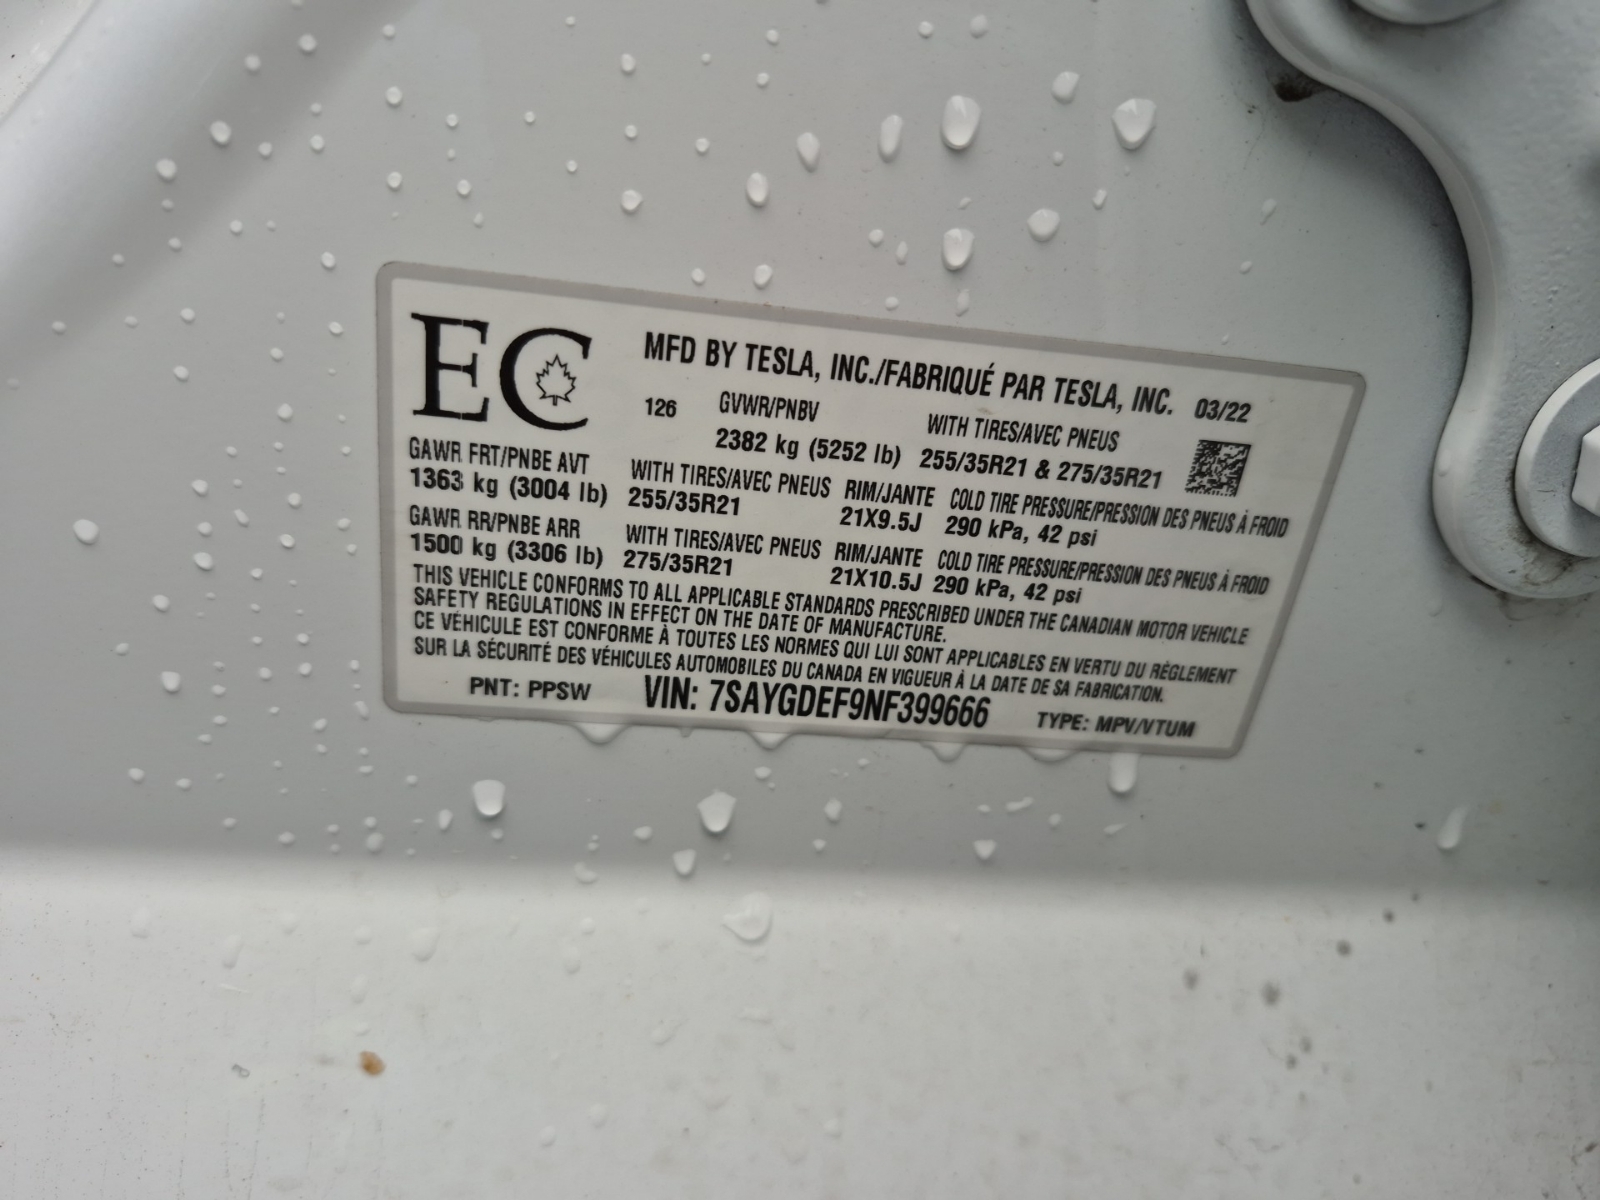 EC
MFD BY TESLA, INC./FABRIQUÉ PAR TESLA, INC. 03/22
126 GVWR/PNBV WITH TIRES/AVEC PNEUS
2382 kg (5252 lb) 255/35R21 & 275/35R21
GAWR FRT/PNBE AVT WITH TIRES/AVEC PNEUS RIM/JANTE COLD TIRE PRESSURE/PRESSION DES PNEUS À FROID
1363 kg (3004 lb) 255/35R21 21X9.5J 290 kPa, 42 psi
GAWR RR/PNBE ARR WITH TIRES/AVEC PNEUS RIM/JANTE COLD TIRE PRESSURE/PRESSION DES PNEUS À FROID
1500 kg (3306 lb) 275/35R21 21X10.5J 290 kPa, 42 psi
THIS VEHICLE CONFORMS TO ALL APPLICABLE STANDARDS PRESCRIBED UNDER THE CANADIAN MOTOR VEHICLE
SAFETY REGULATIONS IN EFFECT ON THE DATE OF MANUFACTURE.
CE VÉHICULE EST CONFORME À TOUTES LES NORMES QUI LUI SONT APPLICABLES EN VERTU DU RÈGLEMENT
SUR LA SÉCURITÉ DES VÉHICULES AUTOMOBILES DU CANADA EN VIGUEUR À LA DATE DE SA FABRICATION.
PNT: PPSW VIN: 7SAYGDEF9NF399666 TYPE: MPV/VTUM